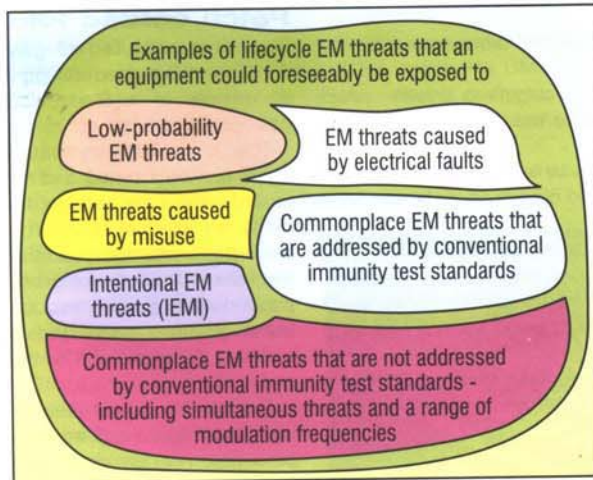 Examples of lifecycle EM threats that an
equipment could foreseeably be exposed to
Low-probability
EM threats
EM threats caused
by electrical faults
EM threats caused
by misuse
Commonplace EM threats that
are addressed by conventional
immunity test standards
Intentional EM
threats (IEMI)
Commonplace EM threats that are not addressed
by conventional immunity test standards -
including simultaneous threats and a range of
modulation frequencies